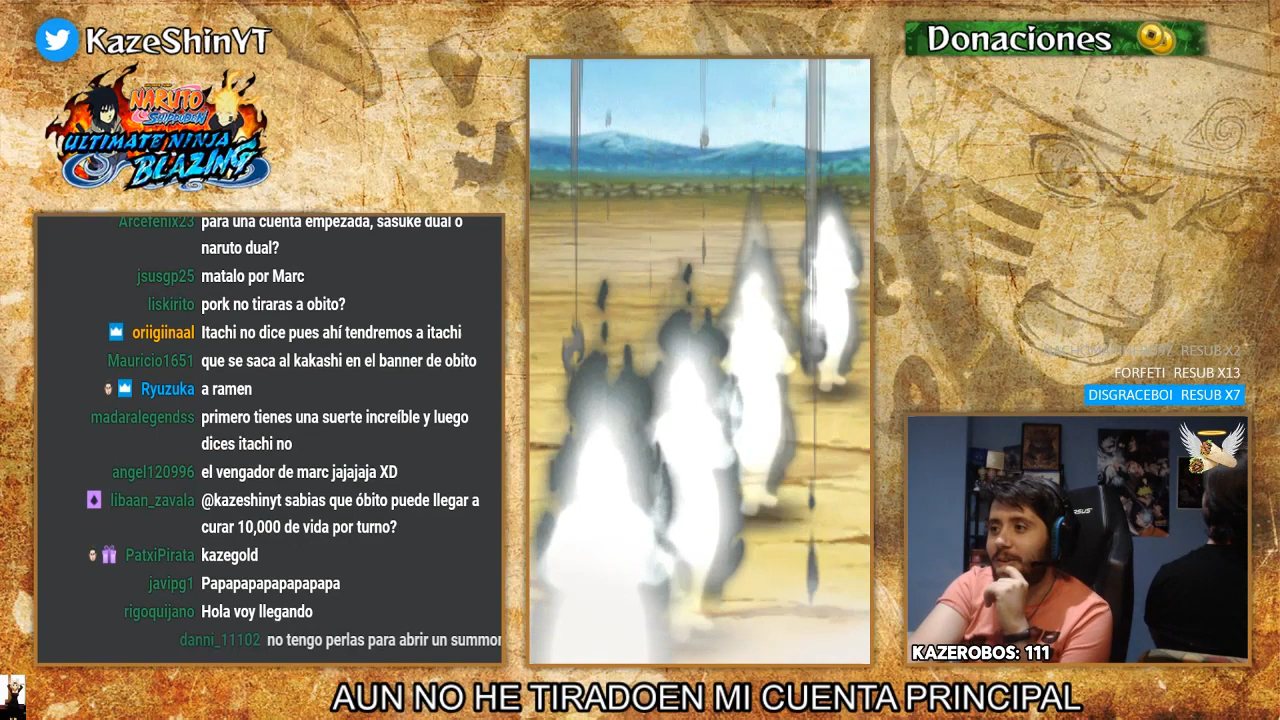 KazeShinYT
NARUTO
SHIPPUDEN
ULTIMATE NINJA
BLAZING
Donaciones
Arcefenix23 para una cuenta empezada, sasuke dual o
naruto dual?
jsusgp25 matalo por Marc
liskirito pork no tiraras a obito?
oriigiinaal Itachi no dice pues ahí tendremos a itachi
Mauricio1651 que se saca al kakashi en el banner de obito
Ryuzuka a ramen
madaralegendss primero tienes una suerte increíble y luego
dices itachi no
angel120996 el vengador de marc jajajaja XD
libaan_zavala @kazeshinyt sabias que óbito puede llegar a
curar 10,000 de vida por turno?
PatxiPirata kazegold
javipg1 Papapapapapapapapa
rigoquijano Hola voy llegando
danni_11102 no tengo perlas para abrir un summon
RESUB X2
FORFETI RESUB X13
DISGRACEBOI RESUB X7
KAZEROBOS: 111
AUN NO HE TIRADOEN MI CUENTA PRINCIPAL